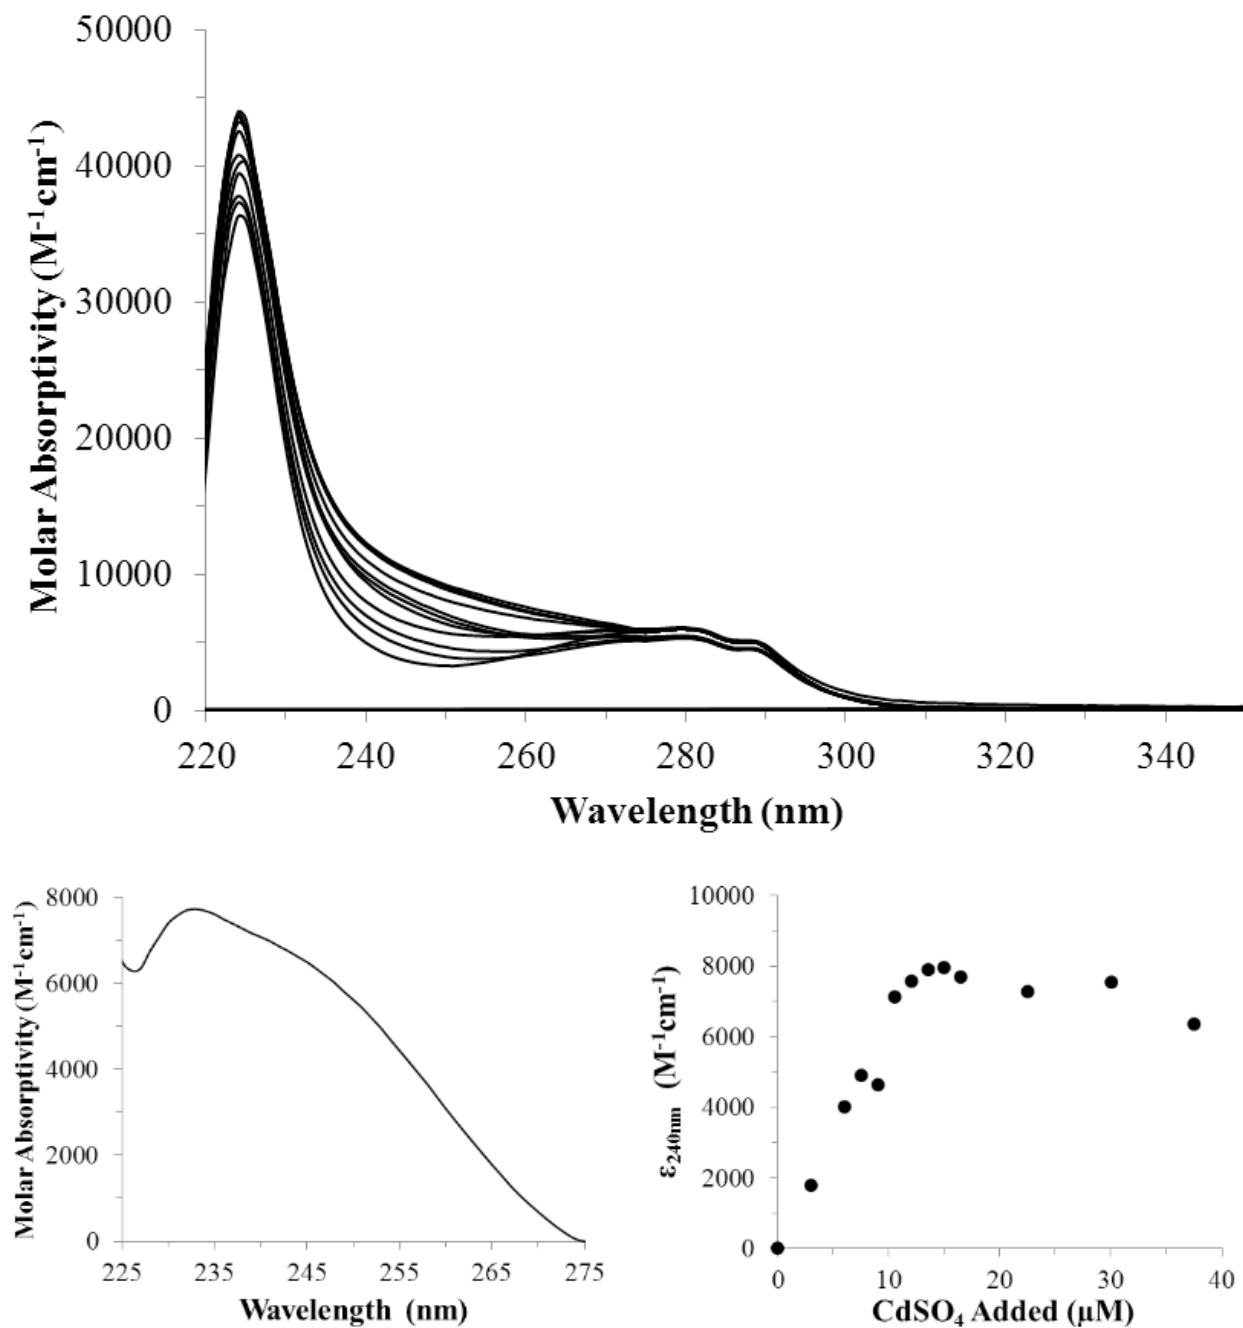 50000
40000
30000
20000
10000
0
Molar Absorptivity (M⁻¹cm⁻¹)
220 240 260 280 300 320 340
Wavelength (nm)
8000
6000
4000
2000
0
Molar Absorptivity (M⁻¹cm⁻¹)
225 235 245 255 265 275
Wavelength (nm)
10000
8000
6000
4000
2000
0
ε₂₄₀nm (M⁻¹cm⁻¹)
0 10 20 30 40
CdSO₄ Added (µM)